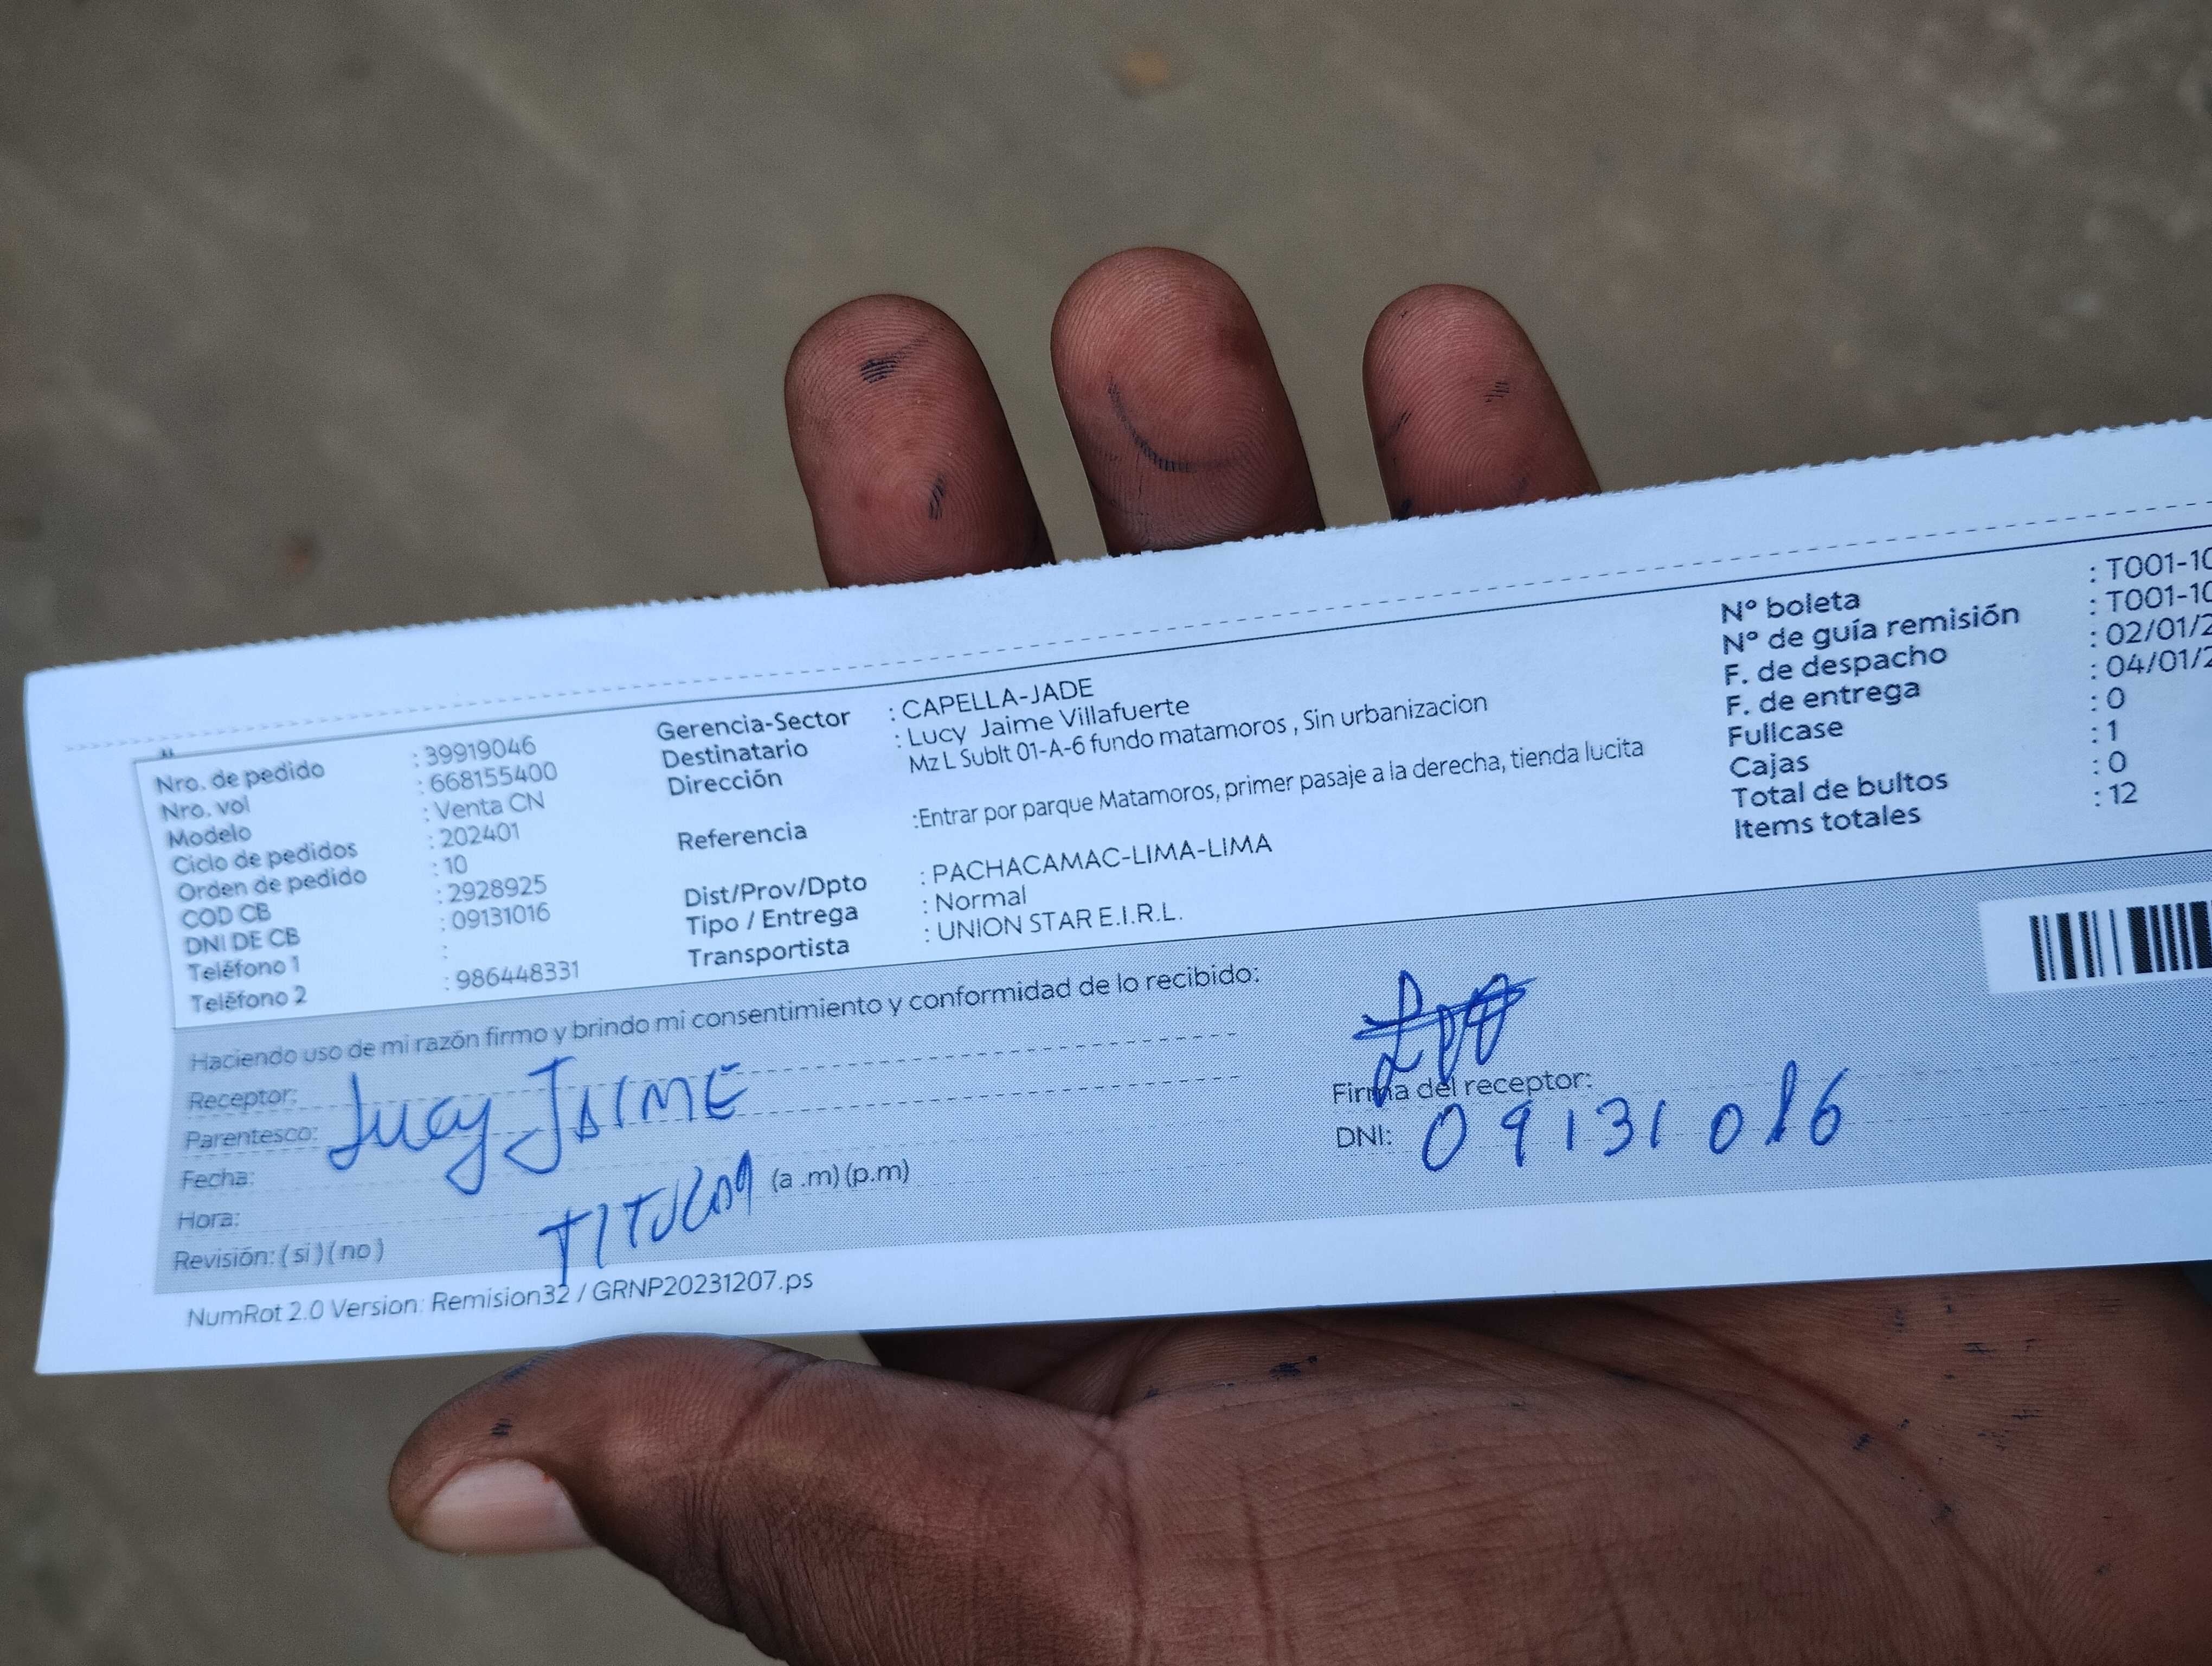 Nro. de pedido : 39919046
Nro. vol : 668155400
Modelo : Venta CN
Ciclo de pedidos : 202401
Orden de pedido : 10
COD CB : 2928925
DNI DE CB : 09131016
Teléfono 1 :
Teléfono 2 : 986448331
Gerencia-Sector : CAPELLA-JADE
Destinatario : Lucy Jaime Villafuerte
Dirección Mz L Sublt 01-A-6 fundo matamoros , Sin urbanizacion
Referencia :Entrar por parque Matamoros, primer pasaje a la derecha, tienda lucita
Dist/Prov/Dpto : PACHACAMAC-LIMA-LIMA
Tipo / Entrega : Normal
Transportista : UNION STAR E.I.R.L.
N° boleta : T001-10
N° de guía remisión : T001-10
F. de despacho : 02/01/2
F. de entrega : 04/01/2
Fullcase : 0
Cajas : 1
Total de bultos : 0
Items totales : 12
Haciendo uso de mi razón firmo y brindo mi consentimiento y conformidad de lo recibido:
Receptor: Lucy JAIME
Parentesco:
Fecha: TITULAR
Hora: (a .m) (p.m)
Revisión: ( si ) ( no )
Firma del receptor:
DNI: 09131016
NumRot 2.0 Version: Remision32 / GRNP20231207.ps